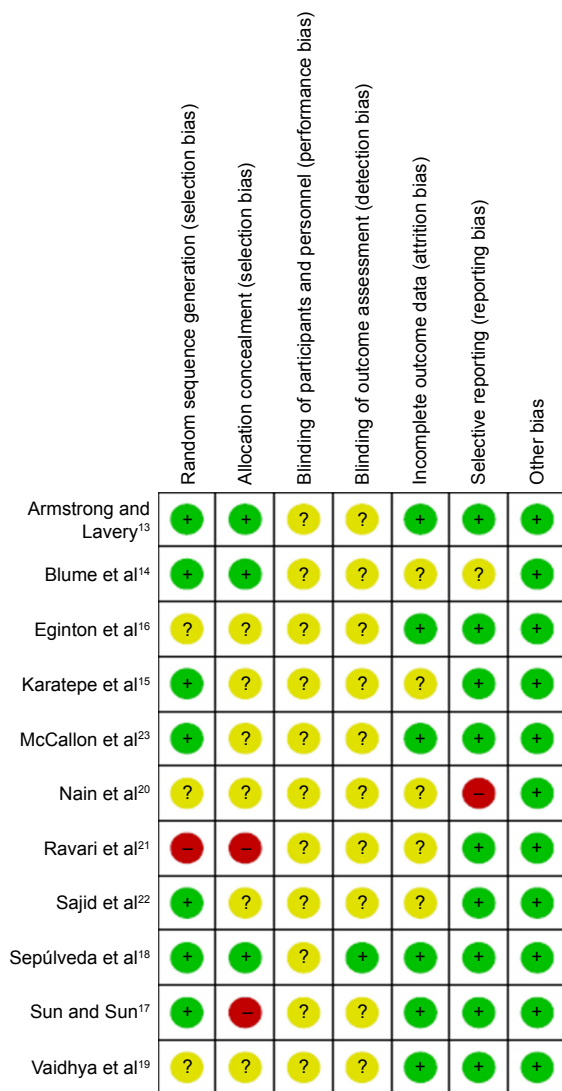 Random sequence generation (selection bias)
Allocation concealment (selection bias)
Blinding of participants and personnel (performance bias)
Blinding of outcome assessment (detection bias)
Incomplete outcome data (attrition bias)
Selective reporting (reporting bias)
Other bias
Armstrong and
Lavery¹³ + + ? ? + + +
Blume et al¹⁴ + + ? ? ? ? +
Eginton et al¹⁶ ? ? ? ? + + +
Karatepe et al¹⁵ + ? ? ? ? + +
McCallon et al²³ + ? ? ? + + +
Nain et al²⁰ ? ? ? ? ? – +
Ravari et al²¹ – – ? ? ? + +
Sajid et al²² + ? ? ? ? + +
Sepúlveda et al¹⁸ + + ? + + + +
Sun and Sun¹⁷ + – ? ? + + +
Vaidhya et al¹⁹ ? ? ? ? + + +